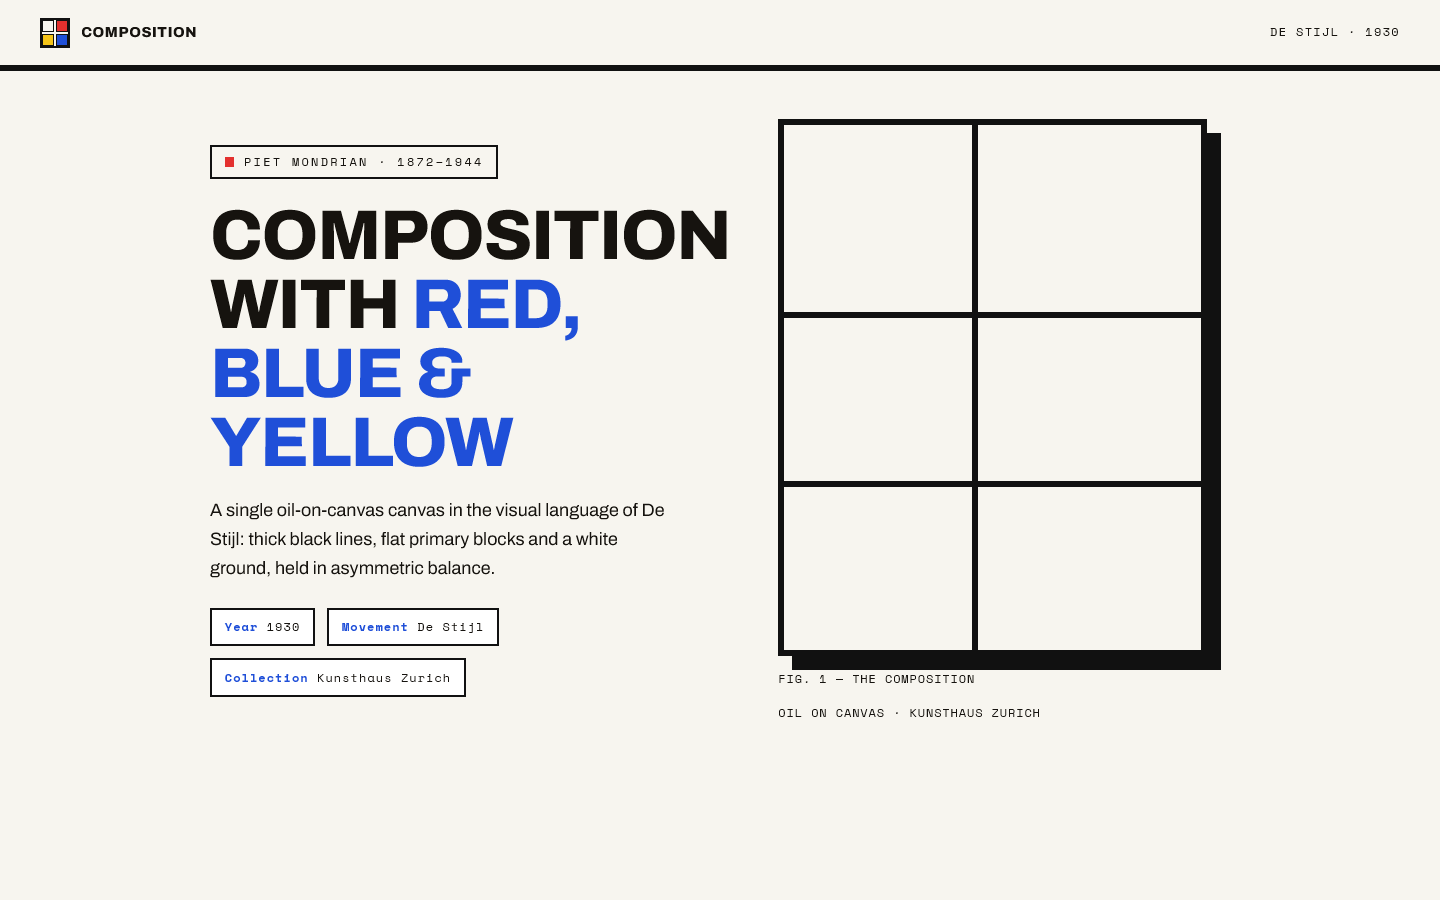 COMPOSITION
DE STIJL · 1930
PIET MONDRIAN · 1872–1944
COMPOSITION
WITH RED,
BLUE &
YELLOW
A single oil-on-canvas canvas in the visual language of De
Stijl: thick black lines, flat primary blocks and a white
ground, held in asymmetric balance.
Year 1930
Movement De Stijl
Collection Kunsthaus Zurich
FIG. 1 — THE COMPOSITION
OIL ON CANVAS · KUNSTHAUS ZURICH